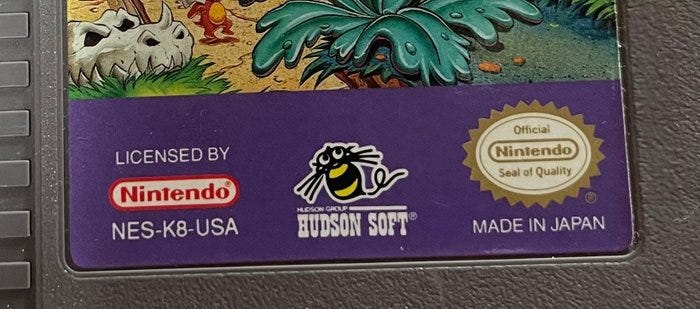 LICENSED BY
Nintendo®
NES-K8-USA
HUDSON GROUP
HUDSON SOFT®
Official
Nintendo
Seal of Quality
®
MADE IN JAPAN